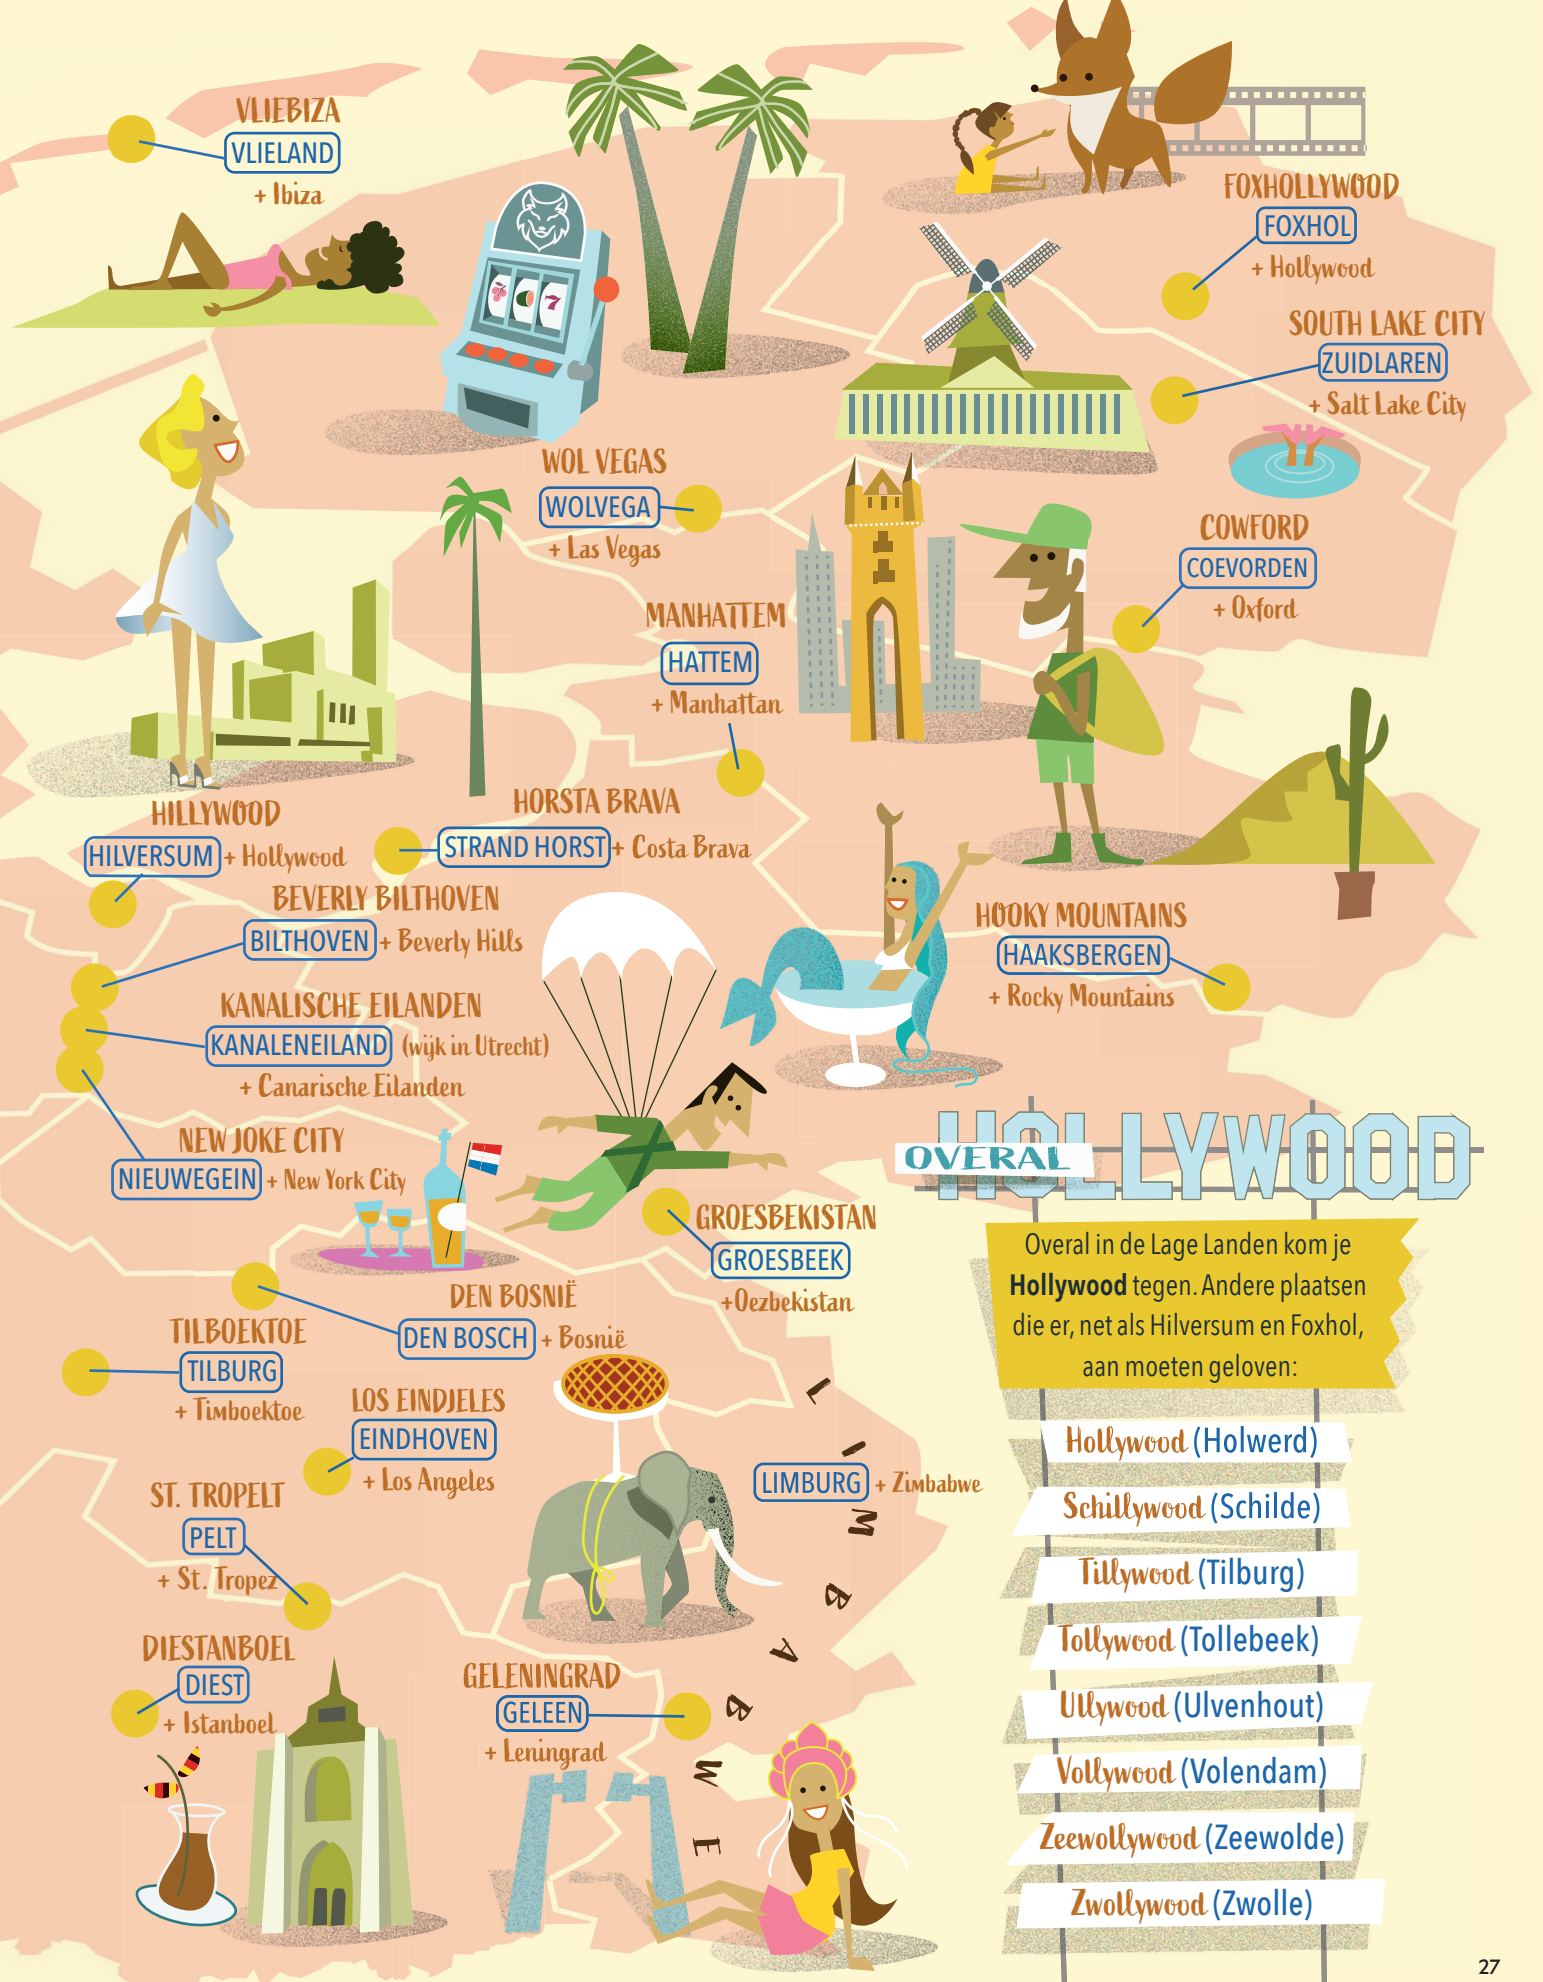 VLIEBIZA
VLIELAND
+ Ibiza
FOXHOLLYWOOD
FOXHOL
+ Hollywood
SOUTH LAKE CITY
ZUIDLAREN
+ Salt Lake City
7
WOL VEGAS
WOLVEGA
+ Las Vegas
COWFORD
COEVORDEN
+ Oxford
MANHATTEM
HATTEM
+ Manhattan
HILLYWOOD
HILVERSUM + Hollywood
HORSTA BRAVA
STRAND HORST + Costa Brava
BEVERLY BILTHOVEN
BILTHOVEN + Beverly Hills
HOOKY MOUNTAINS
HAAKSBERGEN
+ Rocky Mountains
KANALISCHE EILANDEN
KANALENEILAND (wijk in Utrecht)
+ Canarische Eilanden
NEW JOKE CITY
NIEUWEGEIN + New York City
GROESBEKISTAN
GROESBEEK
+Oezbekistan
DEN BOSNIË
DEN BOSCH + Bosnië
TILBOEKTOE
TILBURG
+ Timboektoe
LOS EINDJELES
EINDHOVEN
+ Los Angeles
LIMBABWE
LIMBURG + Zimbabwe
ST. TROPELT
PELT
+ St. Tropez
DIESTANBOEL
DIEST
+ Istanboel
GELENINGRAD
GELEEN
+ Leningrad
OVERAL HOLLYWOOD
Overal in de Lage Landen kom je
Hollywood tegen. Andere plaatsen
die er, net als Hilversum en Foxhol,
aan moeten geloven:
Hollywood (Holwerd)
Schillywood (Schilde)
Tillywood (Tilburg)
Tollywood (Tollebeek)
Ullywood (Ulvenhout)
Vollywood (Volendam)
Zeewollywood (Zeewolde)
Zwollywood (Zwolle)
27